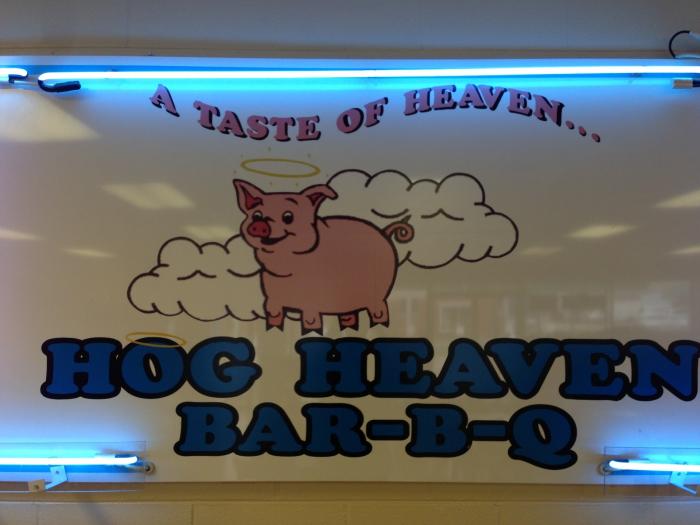 A TASTE OF HEAVEN...
HOG HEAVEN
BAR-B-Q